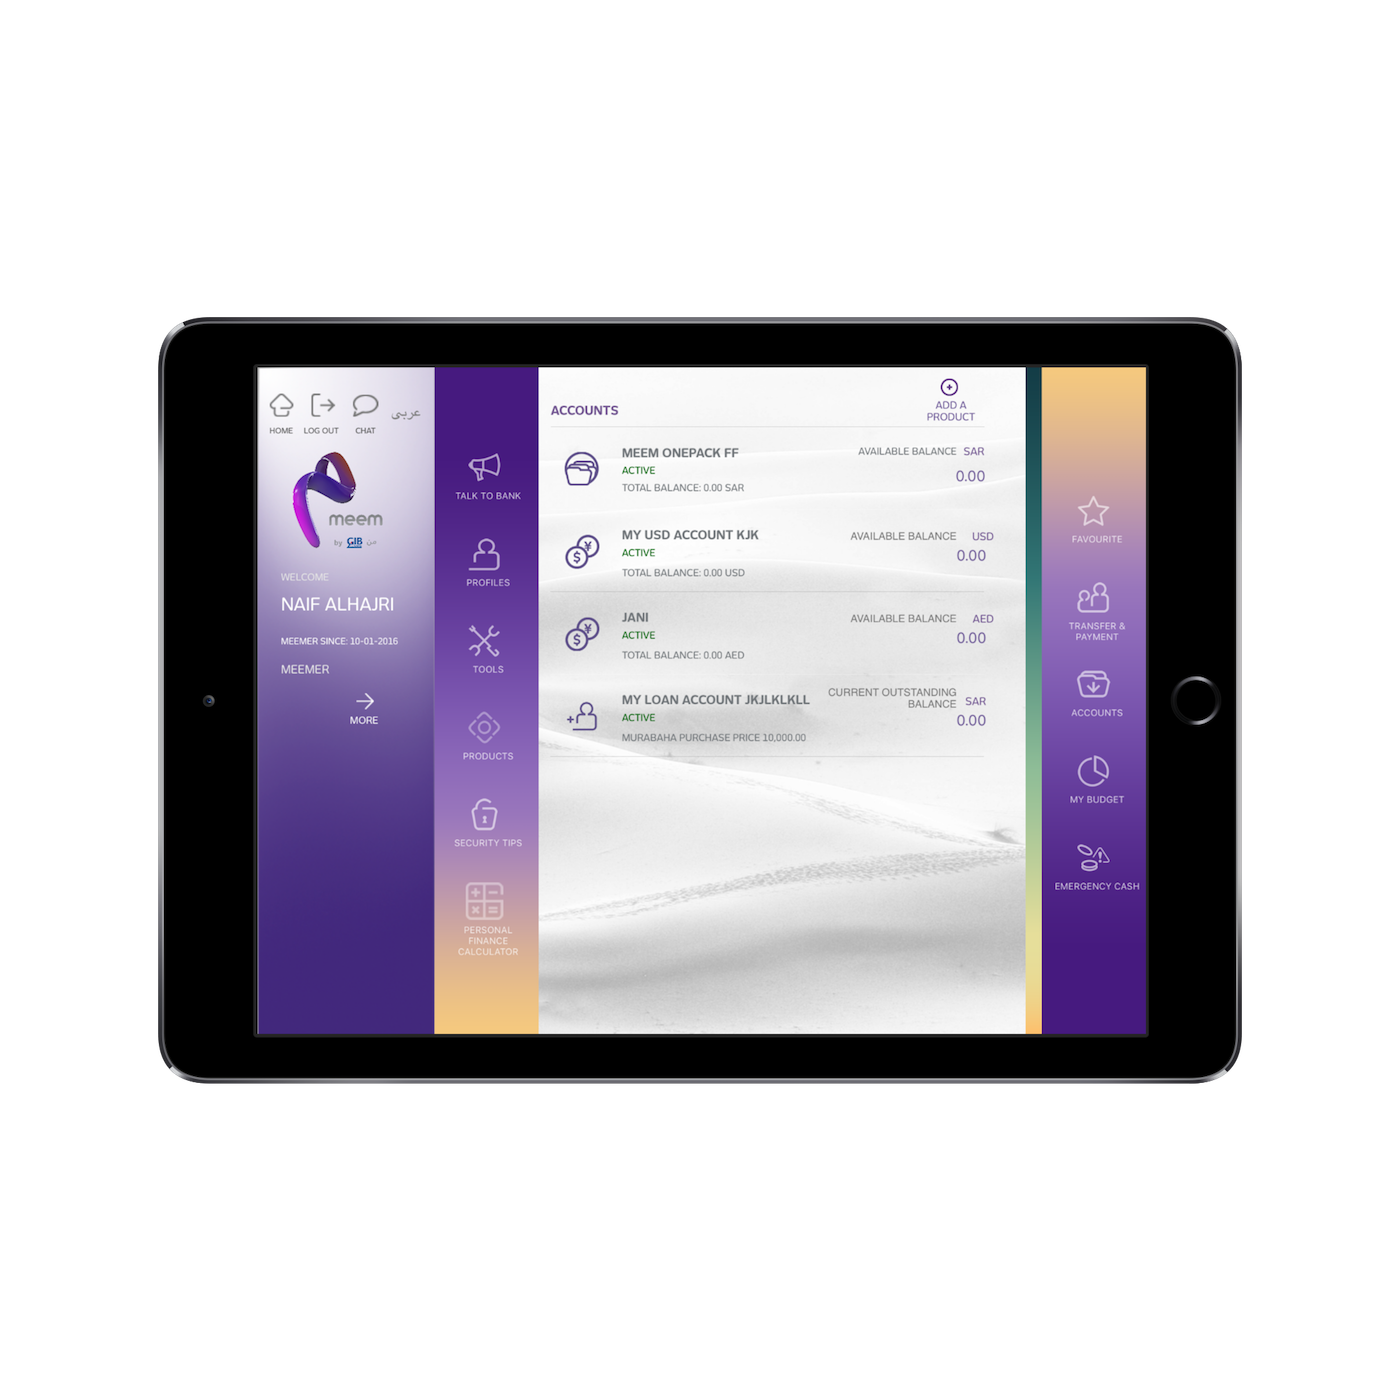 HOME
LOG OUT
CHAT
عربي
meem
by GIB من
WELCOME
NAIF ALHAJRI
MEEMER SINCE: 10-01-2016
MEEMER
MORE
TALK TO BANK
PROFILES
TOOLS
PRODUCTS
SECURITY TIPS
PERSONAL
FINANCE
CALCULATOR
ACCOUNTS
ADD A
PRODUCT
MEEM ONEPACK FF
ACTIVE
TOTAL BALANCE: 0.00 SAR
AVAILABLE BALANCE SAR
0.00
MY USD ACCOUNT KJK
ACTIVE
TOTAL BALANCE: 0.00 USD
AVAILABLE BALANCE USD
0.00
JANI
ACTIVE
TOTAL BALANCE: 0.00 AED
AVAILABLE BALANCE AED
0.00
MY LOAN ACCOUNT JKJLKLKLL
ACTIVE
MURABAHA PURCHASE PRICE 10,000.00
CURRENT OUTSTANDING
BALANCE SAR
0.00
FAVOURITE
TRANSFER &
PAYMENT
ACCOUNTS
MY BUDGET
EMERGENCY CASH